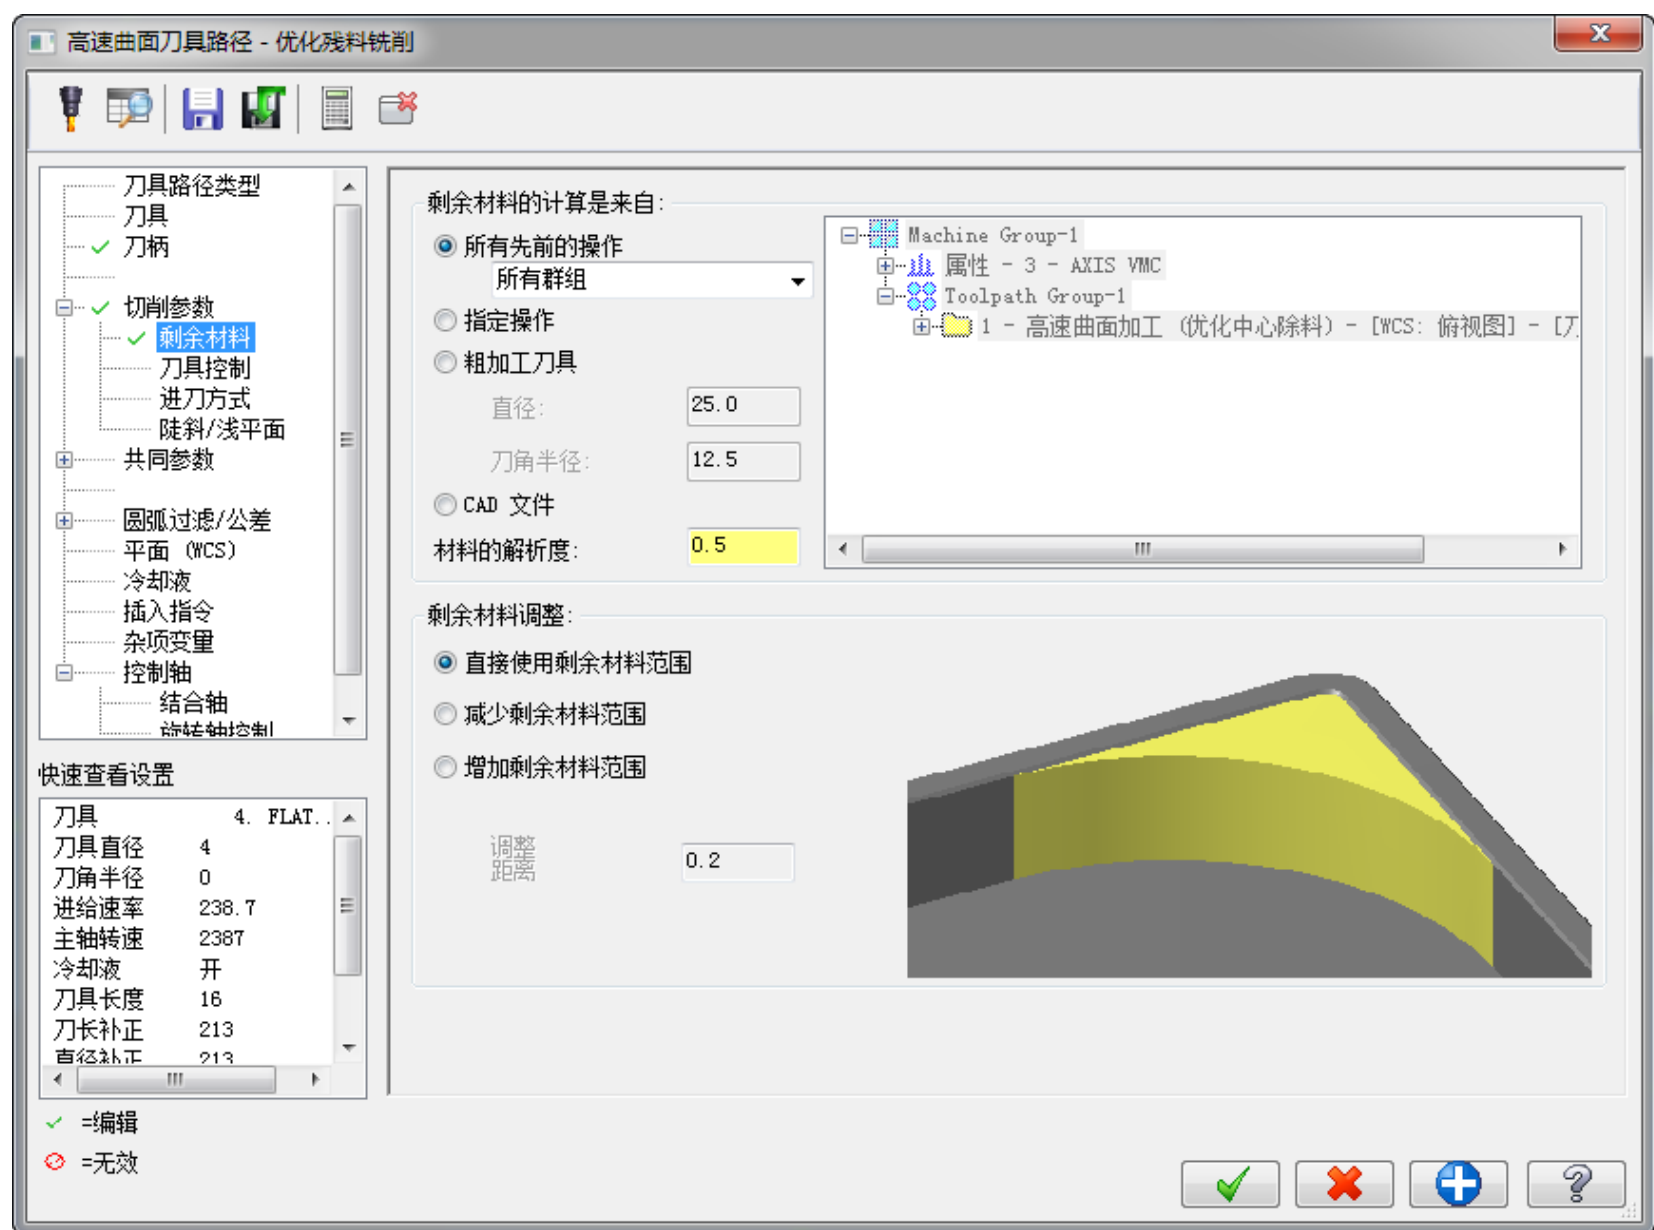 高速曲面刀具路径 - 优化残料铣削
刀具路径类型
刀具
刀柄
切削参数
剩余材料
刀具控制
进刀方式
陡斜/浅平面
共同参数
圆弧过滤/公差
平面 (WCS)
冷却液
插入指令
杂项变量
控制轴
结合轴
旋转轴控制
快速查看设置
刀具 4. FLAT..
刀具直径 4
刀角半径 0
进给速率 238.7
主轴转速 2387
冷却液 开
刀具长度 16
刀长补正 213
直径补正 213
=编辑
=无效
剩余材料的计算是来自:
所有先前的操作
所有群组
指定操作
粗加工刀具
直径: 25.0
刀角半径: 12.5
CAD 文件
材料的解析度: 0.5
Machine Group-1
属性 - 3 - AXIS VMC
Toolpath Group-1
1 - 高速曲面加工 (优化中心除料) - [WCS: 俯视图] - [刀
剩余材料调整:
直接使用剩余材料范围
减少剩余材料范围
增加剩余材料范围
调整
距离 0.2